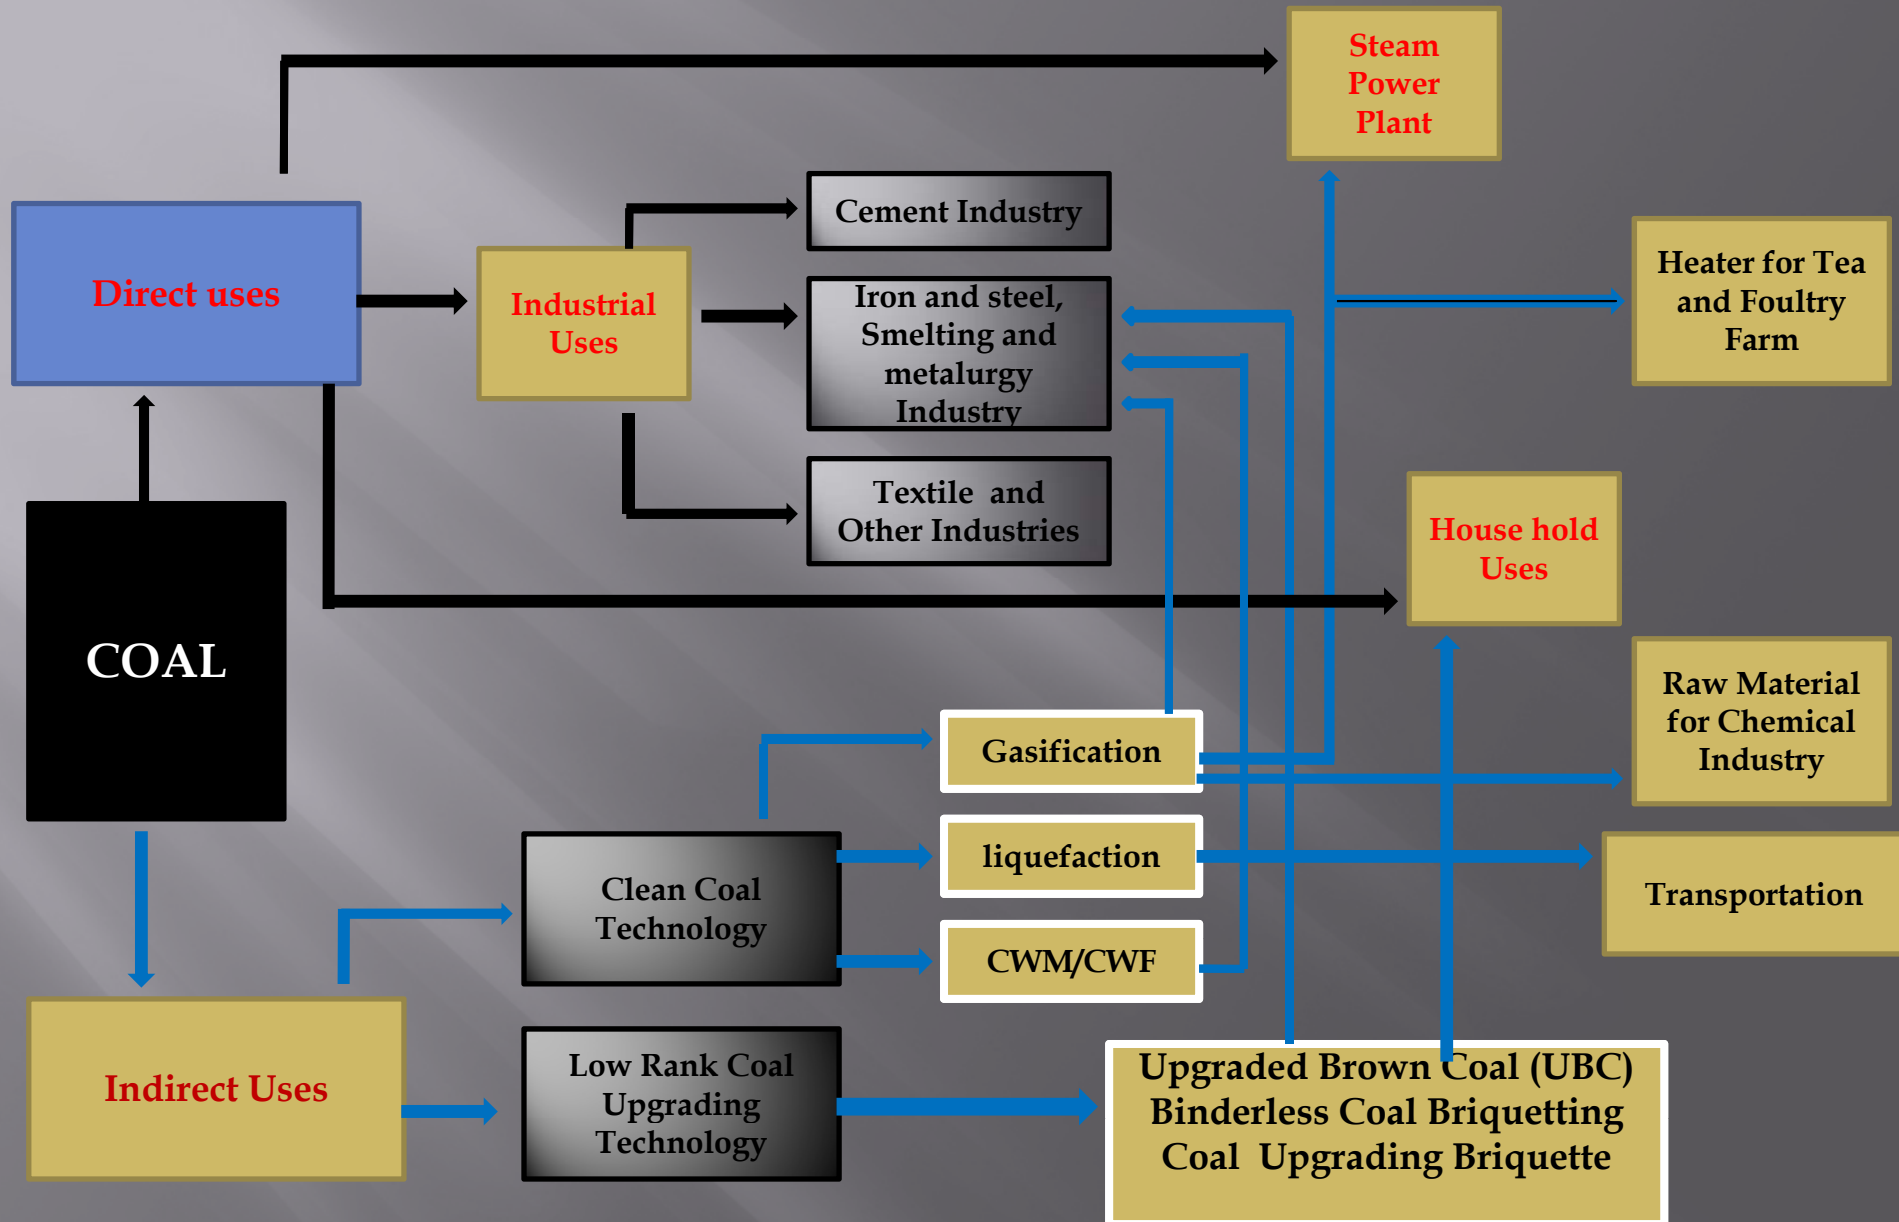 Steam
Power
Plant
Cement Industry
Direct uses
Industrial
Uses
Iron and steel,
Smelting and
metalurgy
Industry
Heater for Tea
and Foultry
Farm
Textile and
Other Industries
House hold
Uses
COAL
Raw Material
for Chemical
Industry
Gasification
liquefaction
Transportation
Clean Coal
Technology
CWM/CWF
Indirect Uses
Low Rank Coal
Upgrading
Technology
Upgraded Brown Coal (UBC)
Binderless Coal Briquetting
Coal Upgrading Briquette